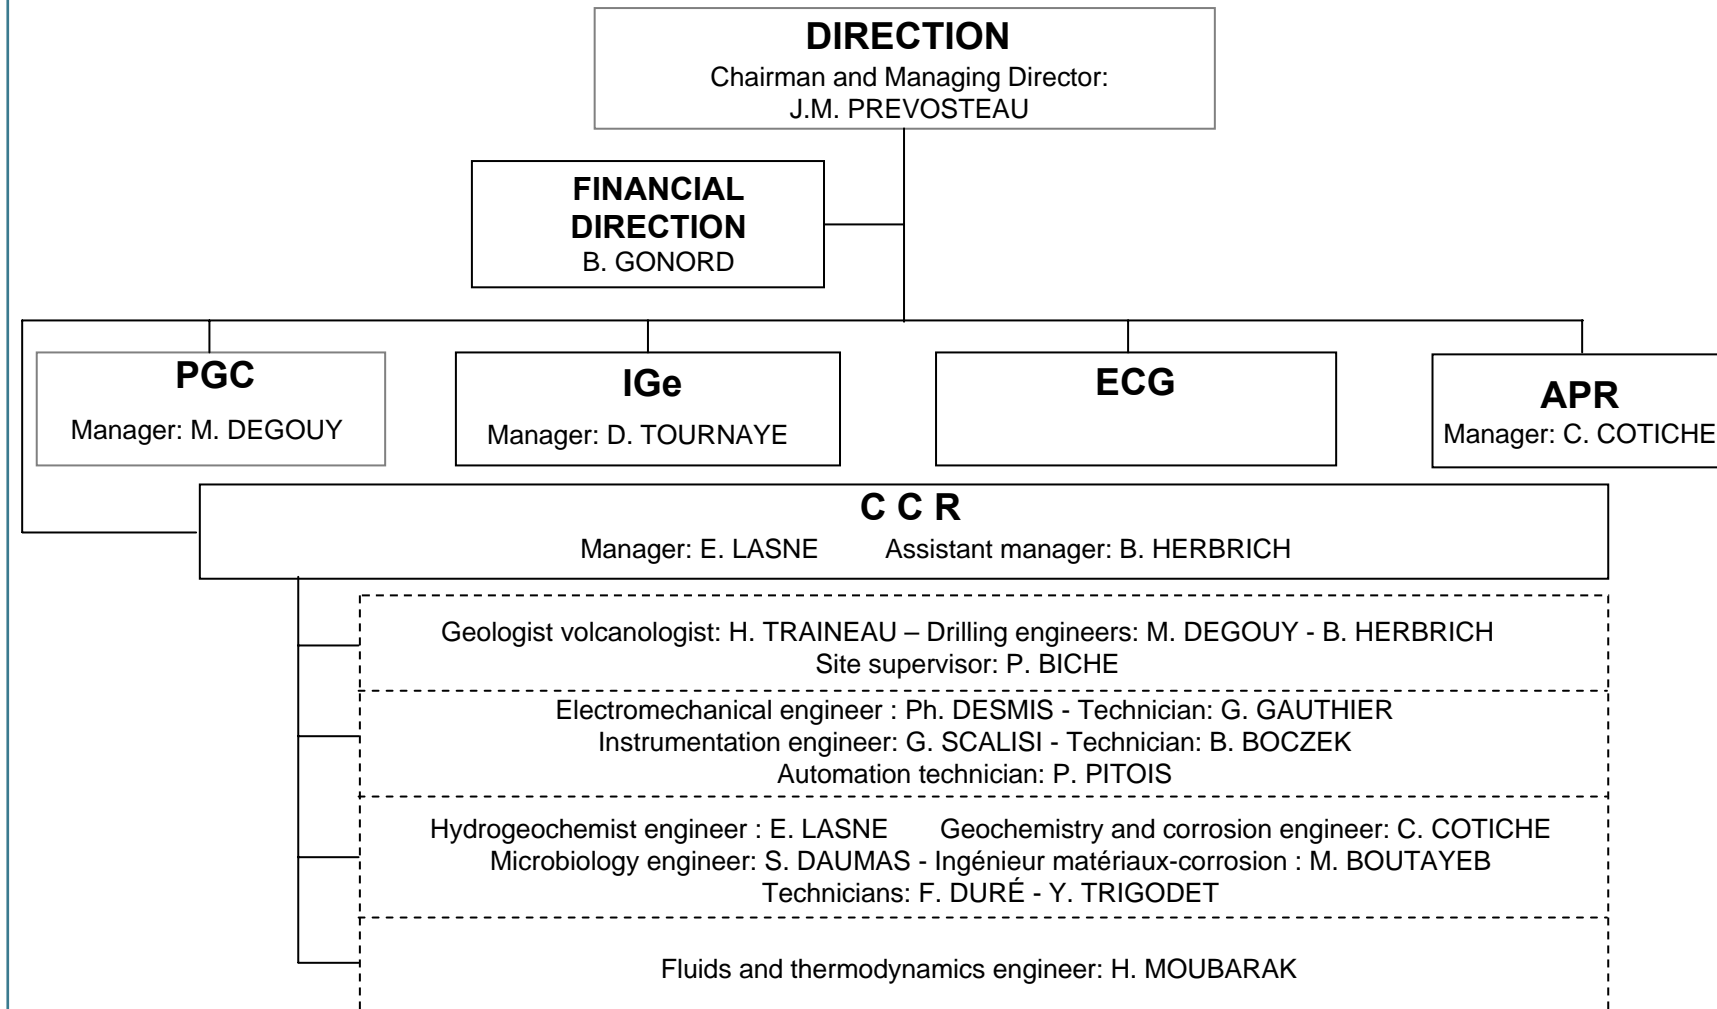 DIRECTION
Chairman and Managing Director:
J.M. PREVOSTEAU
FINANCIAL
DIRECTION
B. GONORD
PGC
Manager: M. DEGOUY
IGe
Manager: D. TOURNAYE
ECG
APR
Manager: C. COTICHE
C C R
Manager: E. LASNE Assistant manager: B. HERBRICH
Geologist volcanologist: H. TRAINEAU – Drilling engineers: M. DEGOUY - B. HERBRICH
Site supervisor: P. BICHE
Electromechanical engineer : Ph. DESMIS - Technician: G. GAUTHIER
Instrumentation engineer: G. SCALISI - Technician: B. BOCZEK
Automation technician: P. PITOIS
Hydrogeochemist engineer : E. LASNE Geochemistry and corrosion engineer: C. COTICHE
Microbiology engineer: S. DAUMAS - Ingénieur matériaux-corrosion : M. BOUTAYEB
Technicians: F. DURÉ - Y. TRIGODET
Fluids and thermodynamics engineer: H. MOUBARAK